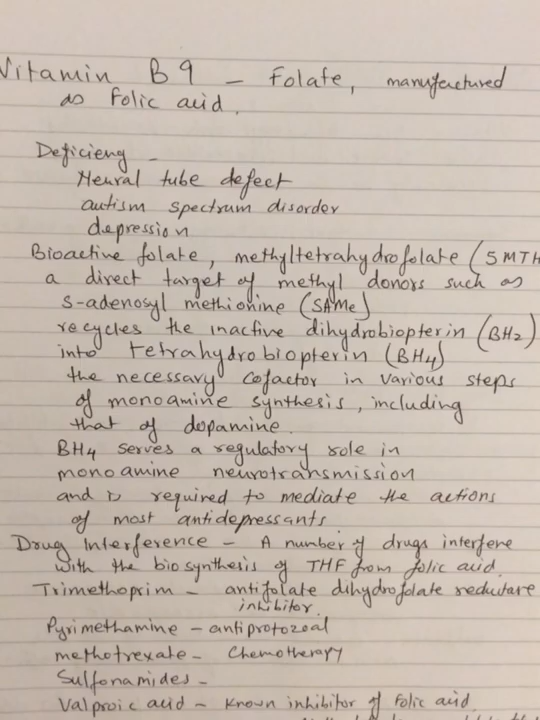 Vitamin B9 - Folate, manufactured
as Folic acid.
Deficieny -
Neural tube defect
autism spectrum disorder
depression
Bioactive folate, methyltetrahydrofolate (5MTH
a direct target of methyl donors such as
S-adenosyl methionine (SAMe)
recycles the inactive dihydrobiopterin (BH2)
into tetrahydrobiopterin (BH4)
the necessary cofactor in various steps
of monoamine synthesis, including
that of dopamine.
BH4 serves a regulatory role in
monoamine neurotransmission
and is required to mediate the actions
of most antidepressants.
Drug Interference - A number of drugs interfere
with the biosynthesis of THF from folic acid.
Trimethoprim - antifolate dihydrofolate reductare
inhibitor.
Pyrimethamine - antiprotozoal
methotrexate - Chemotherapy
Sulfonamides -
Valproic acid - Known inhibitor of folic acid.